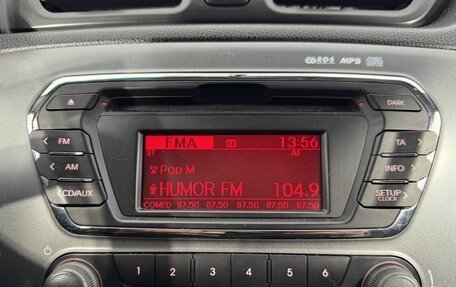 RDS MP3
DARK
FMA 13:56
FM ST AF TA
Pop M
AM INFO
HUMOR FM 104.9
CD/AUX SETUP
CLOCK
COMED 87.50 87.50 87.50 87.50 87.50
1 2 3 4 5 6